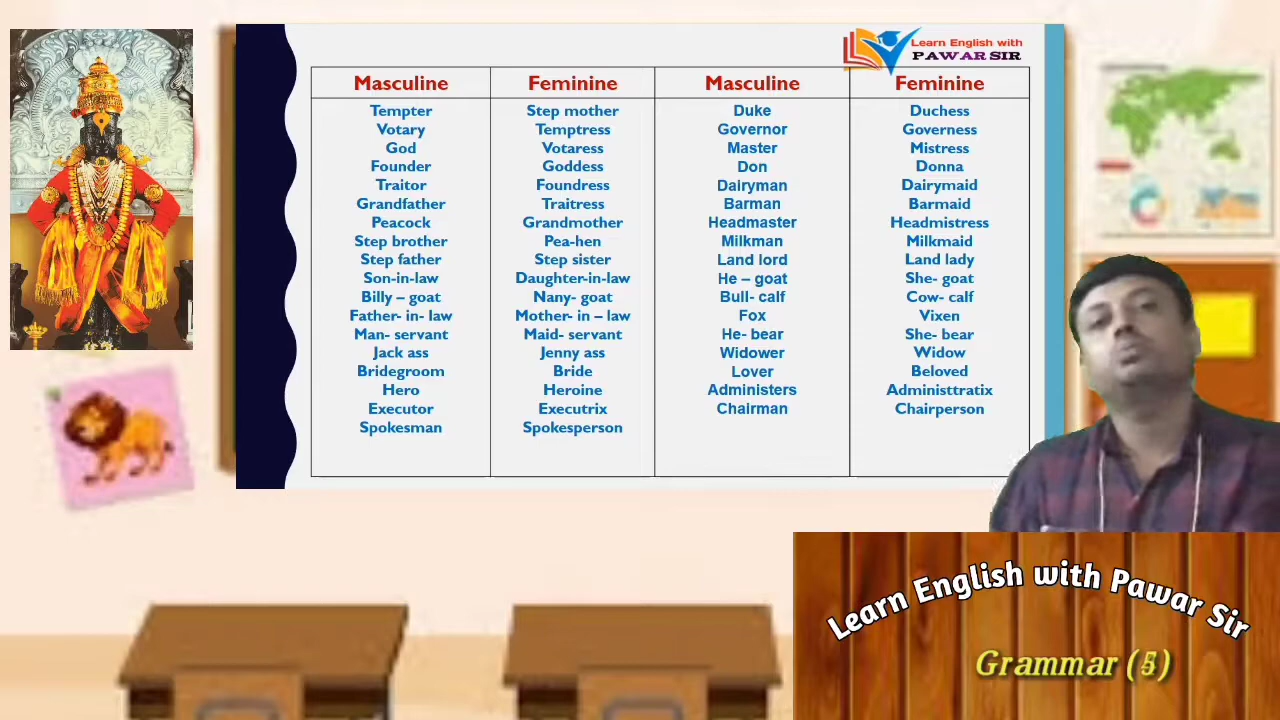 Learn English with
PAWAR SIR
Masculine Feminine Masculine Feminine
Tempter Step mother Duke Duchess
Votary Temptress Governor Governess
God Votaress Master Mistress
Founder Goddess Don Donna
Traitor Foundress Dairyman Dairymaid
Grandfather Traitress Barman Barmaid
Peacock Grandmother Headmaster Headmistress
Step brother Pea-hen Milkman Milkmaid
Step father Step sister Land lord Land lady
Son-in-law Daughter-in-law He – goat She- goat
Billy – goat Nany- goat Bull- calf Cow- calf
Father- in- law Mother- in – law Fox Vixen
Man- servant Maid- servant He- bear She- bear
Jack ass Jenny ass Widower Widow
Bridegroom Bride Lover Beloved
Hero Heroine Administers Administtratix
Executor Executrix Chairman Chairperson
Spokesman Spokesperson
Learn English with Pawar Sir
Grammar (5)